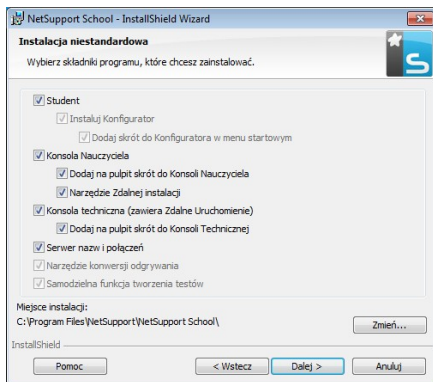 NetSupport School - InstallShield Wizard
Instalacja niestandardowa
Wybierz składniki programu, które chcesz zainstalować.
S
Student
Instaluj Konfigurator
Dodaj skrót do Konfiguratora w menu startowym
Konsola Nauczyciela
Dodaj na pulpit skrót do Konsoli Nauczyciela
Narzędzie Zdalnej instalacji
Konsola techniczna (zawiera Zdalne Uruchomienie)
Dodaj na pulpit skrót do Konsoli Technicznej
Serwer nazw i połączeń
Narzędzie konwersji odgrywania
Samodzielna funkcja tworzenia testów
Miejsce instalacji:
C:\Program Files\NetSupport\NetSupport School\
Zmień...
InstallShield
Pomoc
< Wstecz
Dalej >
Anuluj